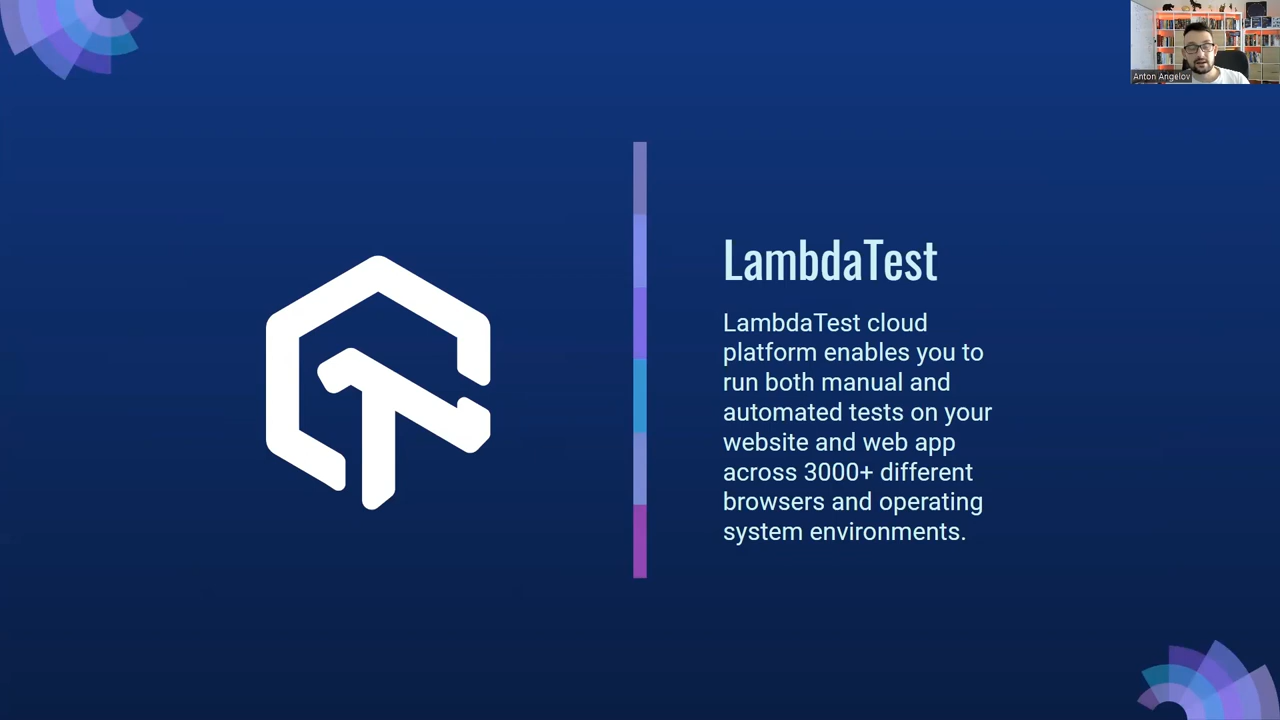 Anton Angelov
LambdaTest
LambdaTest cloud
platform enables you to
run both manual and
automated tests on your
website and web app
across 3000+ different
browsers and operating
system environments.